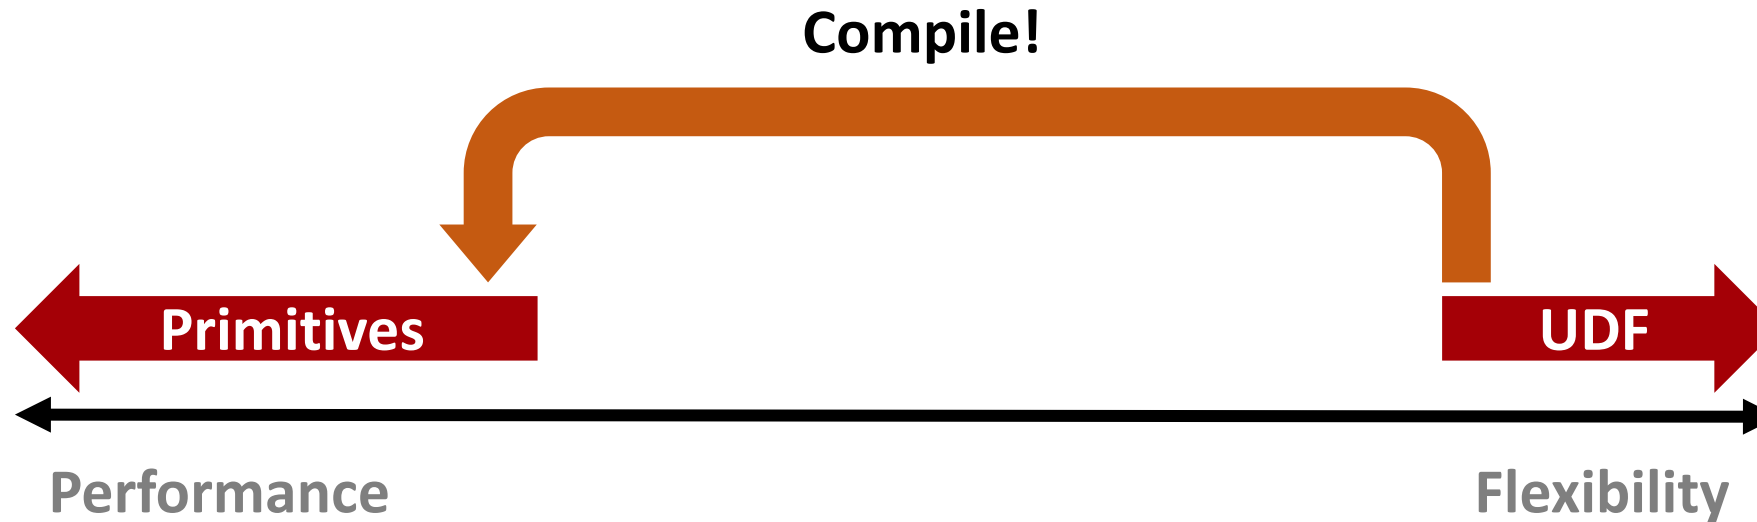 Compile!
Primitives
UDF
Performance
Flexibility